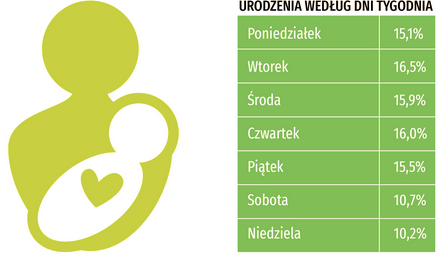 URODZENIA WEDŁUG DNI TYGODNIA
Poniedziałek 15,1%
Wtorek 16,5%
Środa 15,9%
Czwartek 16,0%
Piątek 15,5%
Sobota 10,7%
Niedziela 10,2%